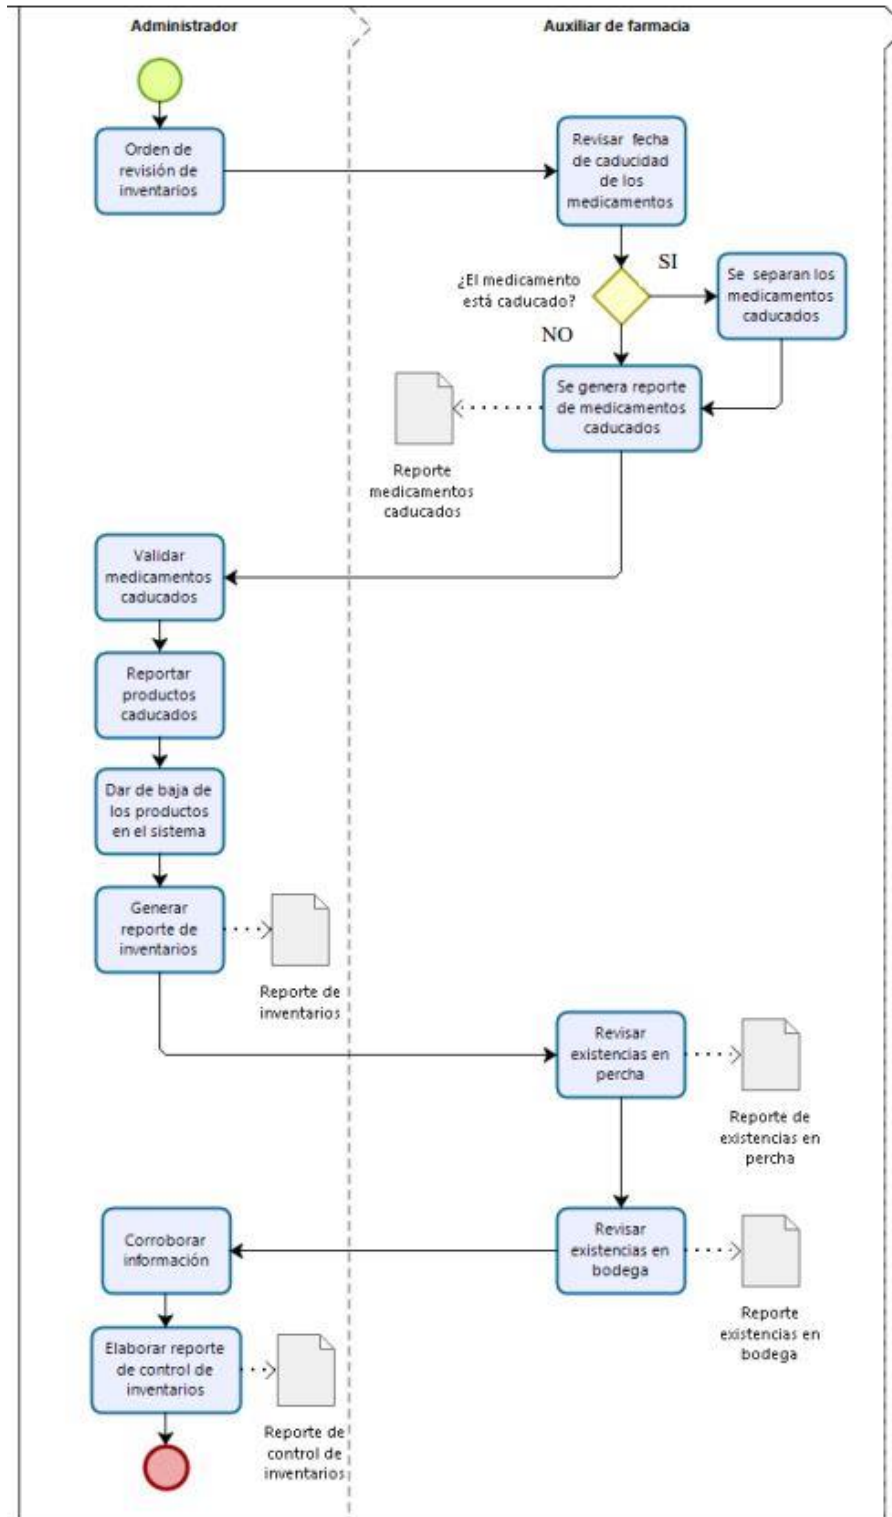 Administrador
Auxiliar de farmacia
Orden de
revisión de
inventarios
Revisar fecha
de caducidad
de los
medicamentos
¿El medicamento
está caducado?
SI
Se separan los
medicamentos
caducados
NO
Se genera reporte
de medicamentos
caducados
Reporte
medicamentos
caducados
Validar
medicamentos
caducados
Reportar
productos
caducados
Dar de baja de
los productos
en el sistema
Generar
reporte de
inventarios
Reporte de
inventarios
Revisar
existencias en
percha
Reporte de
existencias en
percha
Revisar
existencias en
bodega
Reporte
existencias en
bodega
Corroborar
información
Elaborar reporte
de control de
inventarios
Reporte de
control de
inventarios